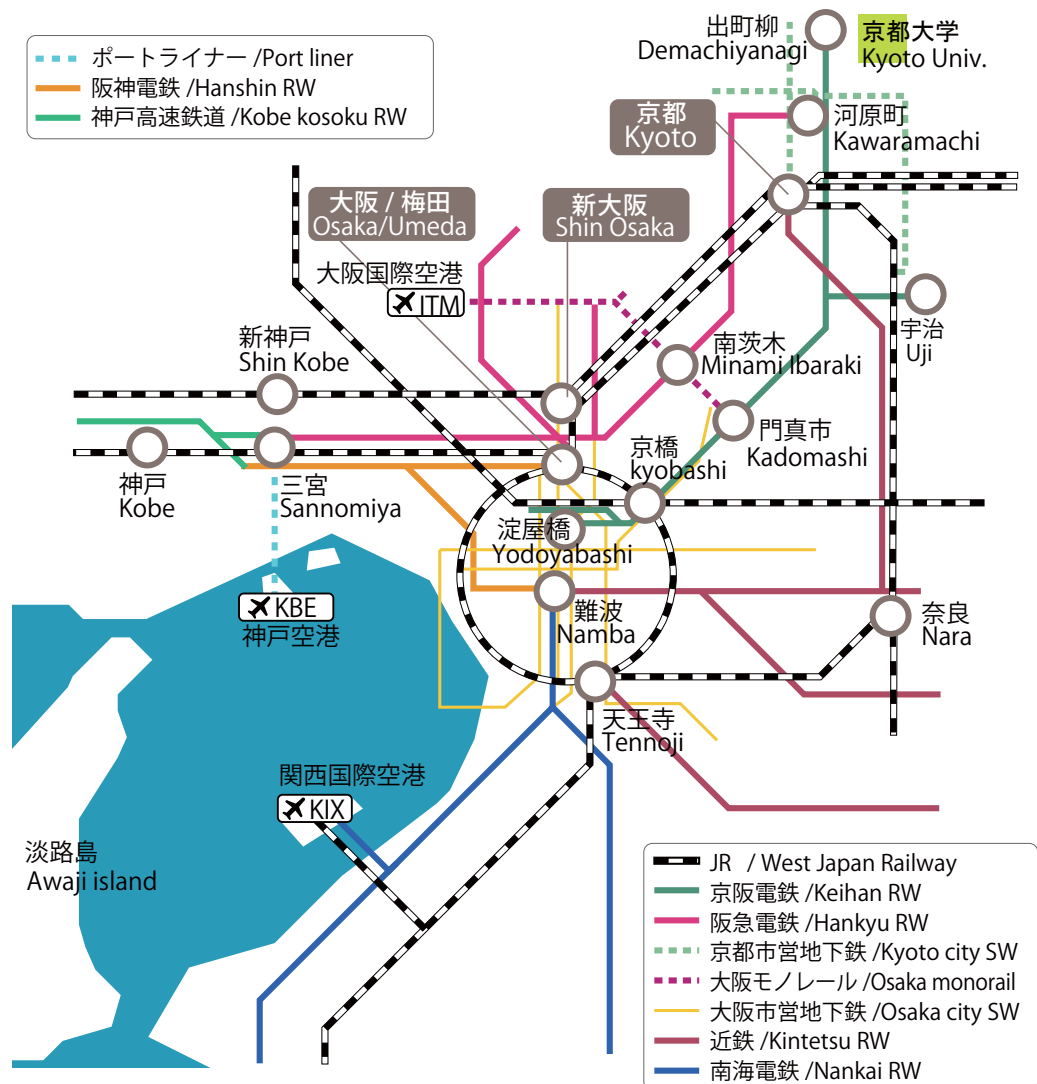 ポートライナー /Port liner
阪神電鉄 /Hanshin RW
神戸高速鉄道 /Kobe kosoku RW
出町柳
Demachiyanagi
京都大学
Kyoto Univ.
京都
Kyoto
河原町
Kawaramachi
大阪 / 梅田
Osaka/Umeda
新大阪
Shin Osaka
大阪国際空港
ITM
宇治
Uji
新神戸
Shin Kobe
南茨木
Minami Ibaraki
門真市
Kadomashi
京橋
kyobashi
神戸
Kobe
三宮
Sannomiya
淀屋橋
Yodoyabashi
KBE
神戸空港
難波
Namba
奈良
Nara
天王寺
Tennoji
関西国際空港
KIX
淡路島
Awaji island
JR / West Japan Railway
京阪電鉄 /Keihan RW
阪急電鉄 /Hankyu RW
京都市営地下鉄 /Kyoto city SW
大阪モノレール /Osaka monorail
大阪市営地下鉄 /Osaka city SW
近鉄 /Kintetsu RW
南海電鉄 /Nankai RW